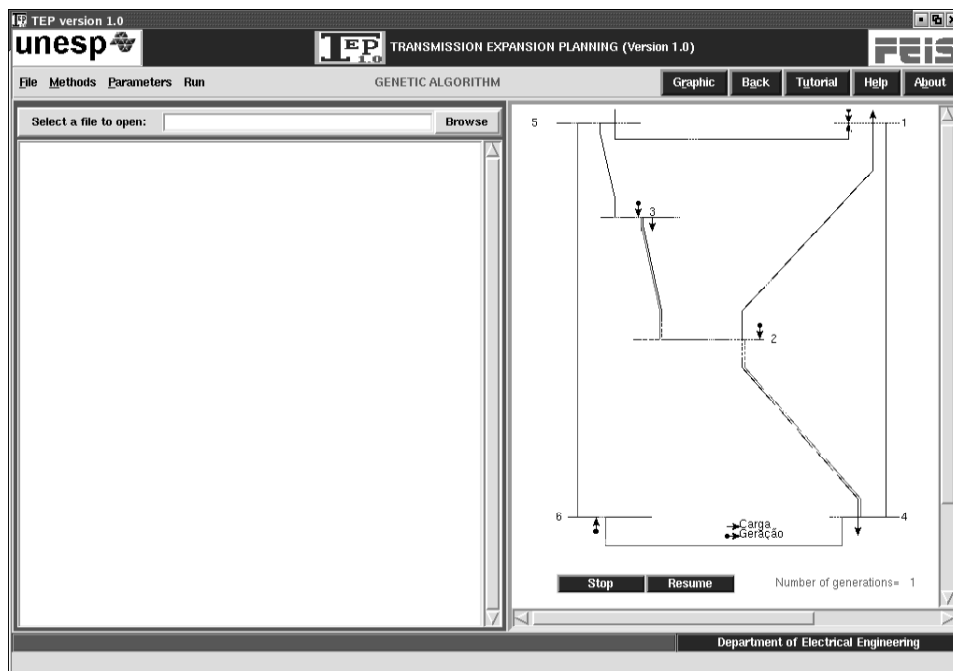 TEP version 1.0
unesp
TEP 1.0
TRANSMISSION EXPANSION PLANNING (Version 1.0)
FEIS
File Methods Parameters Run
GENETIC ALGORITHM
Graphic Back Tutorial Help About
Select a file to open:
Browse
5
1
3
2
6
4
Carga
Geração
Stop Resume
Number of generations= 1
Department of Electrical Engineering